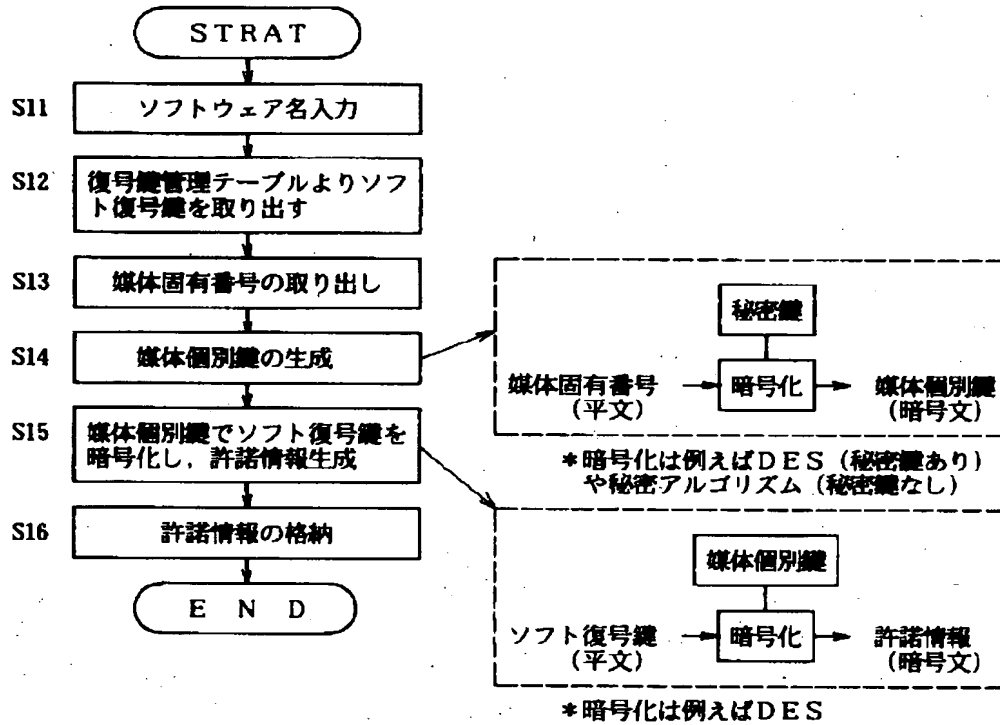 STRAT
S11
ソフトウェア名入力
S12
復号鍵管理テーブルよりソフ
ト復号鍵を取り出す
S13
媒体固有番号の取り出し
S14
媒体個別鍵の生成
S15
媒体個別鍵でソフト復号鍵を
暗号化し，許諾情報生成
S16
許諾情報の格納
E N D
秘密鍵
媒体固有番号
(平文)
暗号化
媒体個別鍵
(暗号文)
*暗号化は例えばDES (秘密鍵あり)
や秘密アルゴリズム (秘密鍵なし)
媒体個別鍵
ソフト復号鍵
(平文)
暗号化
許諾情報
(暗号文)
*暗号化は例えばDES